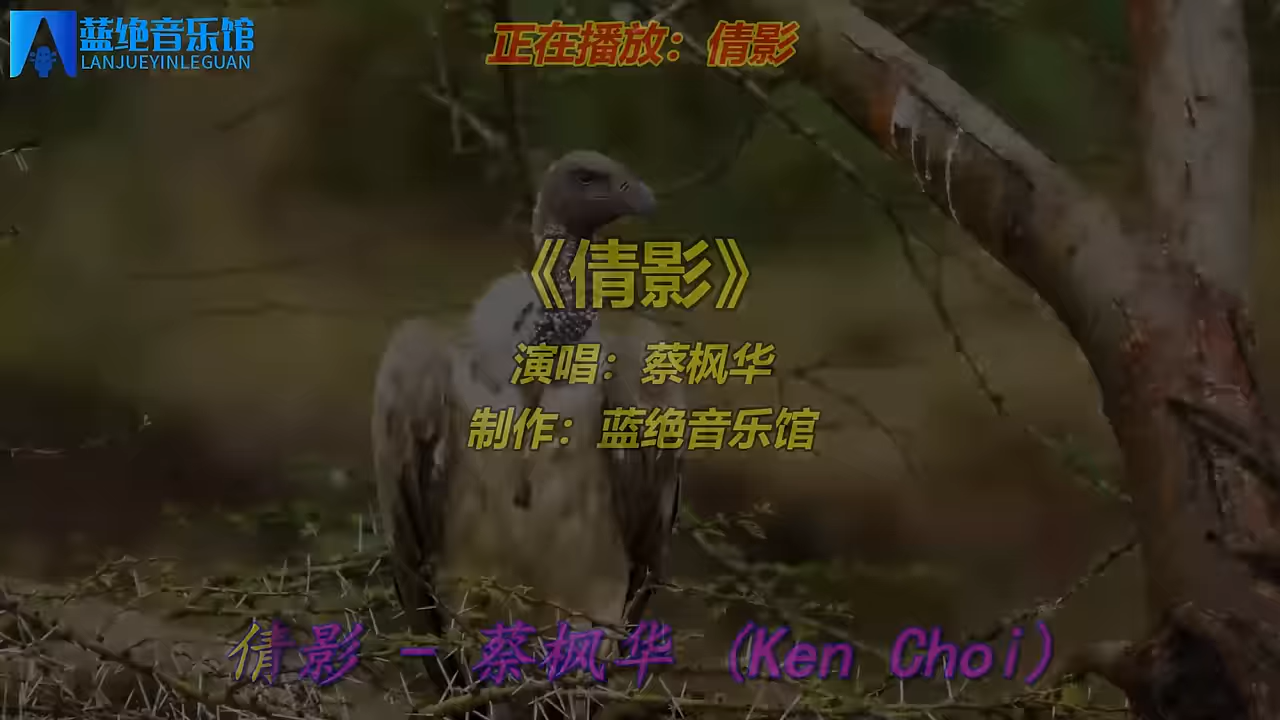 蓝绝音乐馆
LANJUEYINLEGUAN
正在播放：倩影
《倩影》
演唱：蔡枫华
制作：蓝绝音乐馆
倩影 - 蔡枫华 (Ken Choi)